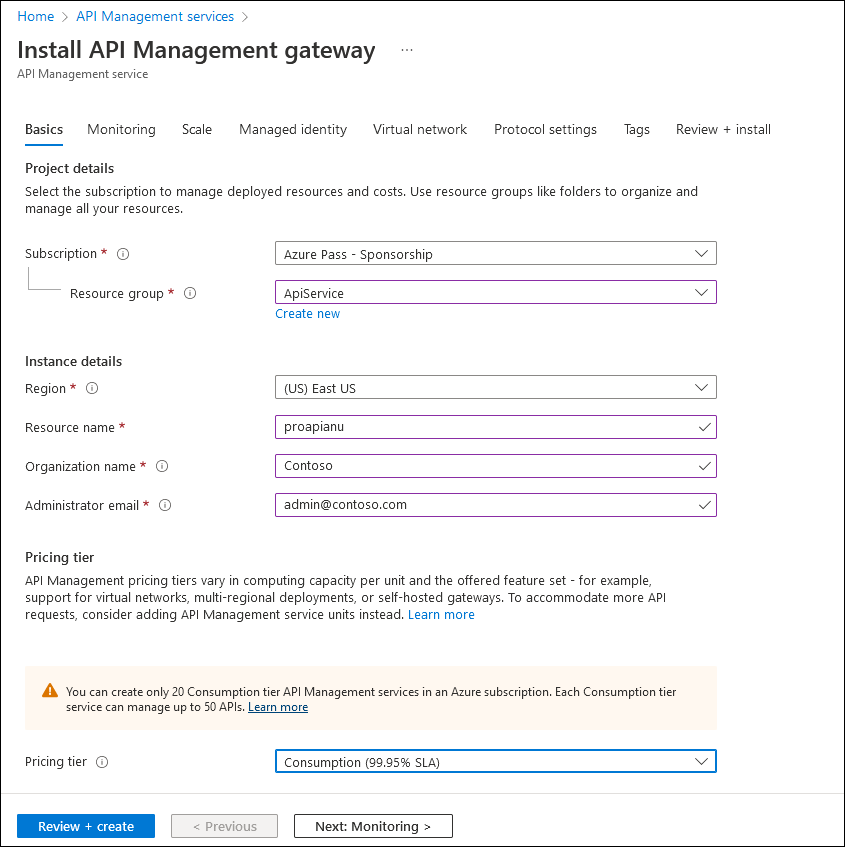 Home > API Management services >
Install API Management gateway ...
API Management service
Basics Monitoring Scale Managed identity Virtual network Protocol settings Tags Review + install
Project details
Select the subscription to manage deployed resources and costs. Use resource groups like folders to organize and
manage all your resources.
Subscription * Azure Pass - Sponsorship
Resource group * ApiService
Create new
Instance details
Region * (US) East US
Resource name * proapianu
Organization name * Contoso
Administrator email * admin@contoso.com
Pricing tier
API Management pricing tiers vary in computing capacity per unit and the offered feature set - for example,
support for virtual networks, multi-regional deployments, or self-hosted gateways. To accommodate more API
requests, consider adding API Management service units instead. Learn more
You can create only 20 Consumption tier API Management services in an Azure subscription. Each Consumption tier
service can manage up to 50 APIs. Learn more
Pricing tier Consumption (99.95% SLA)
Review + create < Previous Next: Monitoring >